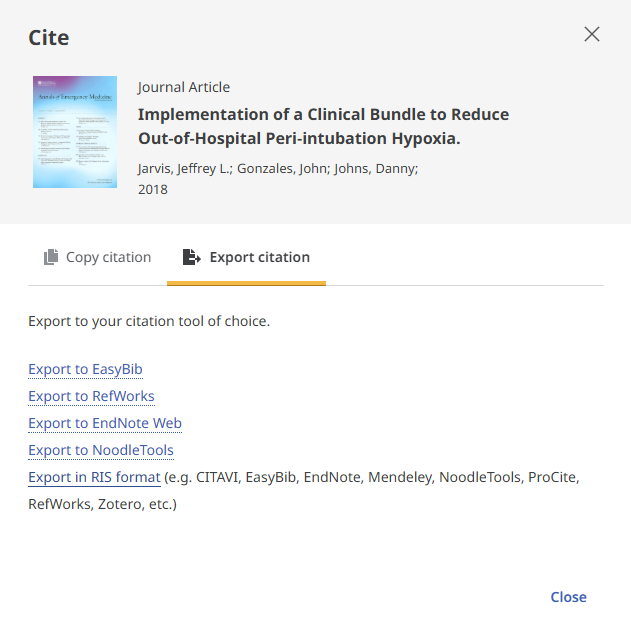 Cite
Annals of Emergency Medicine
Journal Article
Implementation of a Clinical Bundle to Reduce
Out-of-Hospital Peri-intubation Hypoxia.
Jarvis, Jeffrey L.; Gonzales, John; Johns, Danny;
2018
Copy citation
Export citation
Export to your citation tool of choice.
Export to EasyBib
Export to RefWorks
Export to EndNote Web
Export to NoodleTools
Export in RIS format (e.g. CITAVI, EasyBib, EndNote, Mendeley, NoodleTools, ProCite,
RefWorks, Zotero, etc.)
Close